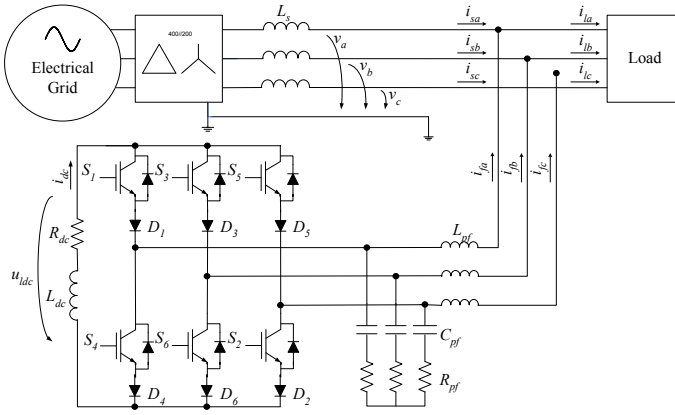 L_s
i_sa
i_la
400//200
v_a
Electrical
Grid
i_sb
i_lb
Load
v_b
i_sc
i_lc
v_c
i_dc
S_1
S_3
S_5
i_fa
i_fb
i_fc
D_1
D_3
D_5
R_dc
L_pf
u_ldc
L_dc
S_4
S_6
S_2
C_pf
R_pf
D_4
D_6
D_2